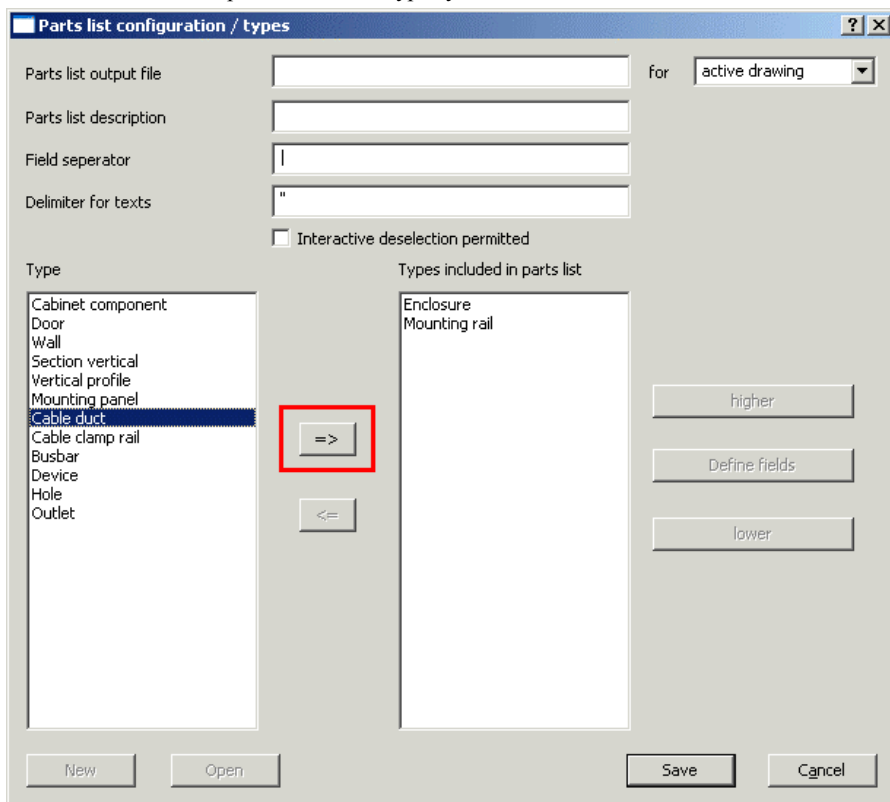 Parts list configuration / types
Parts list output file
for
active drawing
Parts list description
Field seperator
|
Delimiter for texts
"
Interactive deselection permitted
Type
Types included in parts list
Cabinet component
Door
Wall
Section vertical
Vertical profile
Mounting panel
Cable duct
Cable clamp rail
Busbar
Device
Hole
Outlet
=>
<=
Enclosure
Mounting rail
higher
Define fields
lower
New
Open
Save
Cancel